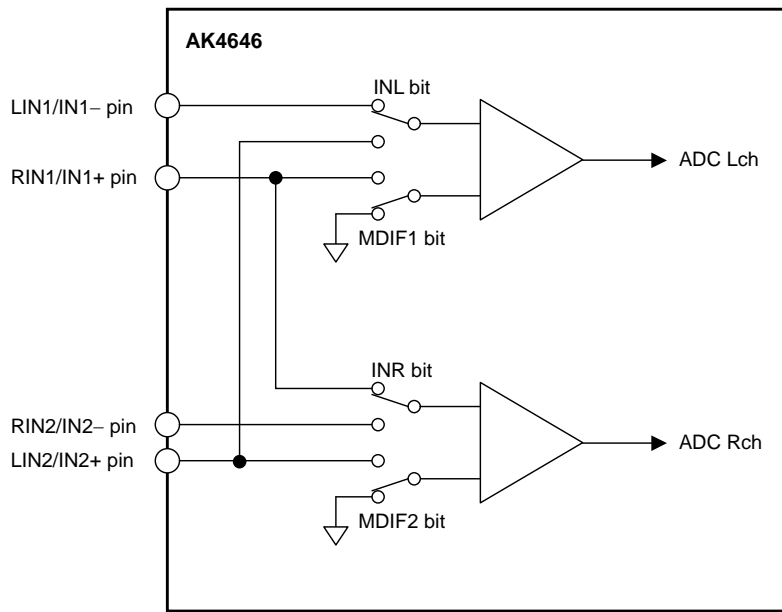 AK4646
INL bit
LIN1/IN1− pin
ADC Lch
RIN1/IN1+ pin
MDIF1 bit
INR bit
RIN2/IN2− pin
ADC Rch
LIN2/IN2+ pin
MDIF2 bit